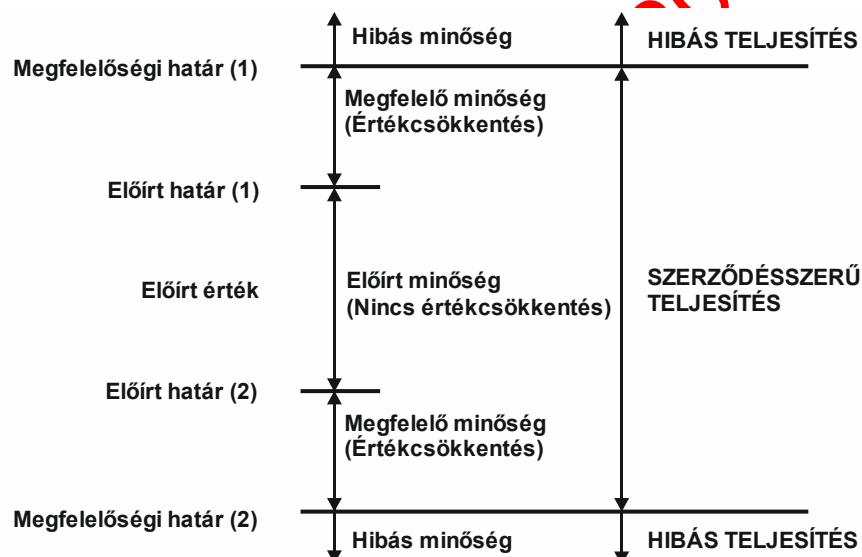 Hibás minőség
HIBÁS TELJESÍTÉS
Megfelelőségi határ (1)
Megfelelő minőség
(Értékcsökkentés)
Előírt határ (1)
Előírt érték
Előírt minőség
(Nincs értékcsökkentés)
SZERZŐDÉSSZERŰ
TELJESÍTÉS
Előírt határ (2)
Megfelelő minőség
(Értékcsökkentés)
Megfelelőségi határ (2)
Hibás minőség
HIBÁS TELJESÍTÉS